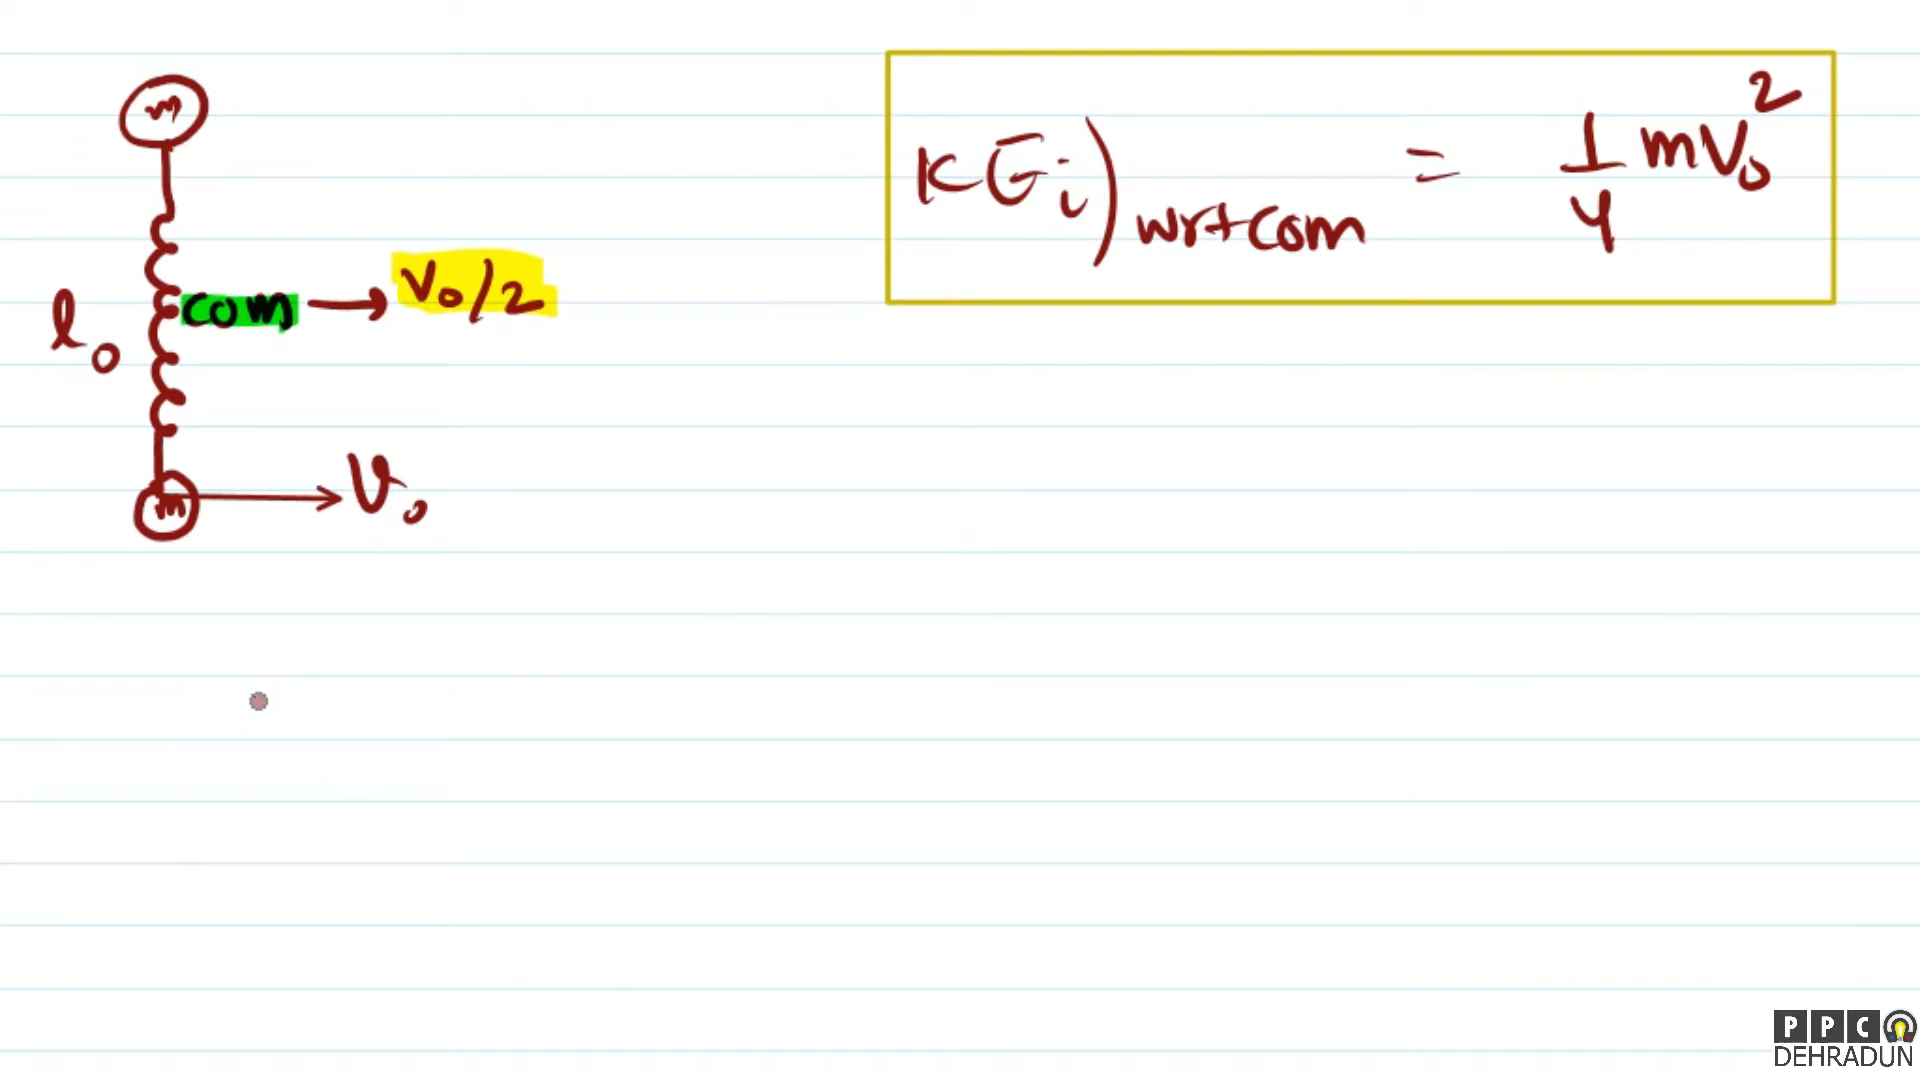 m
l₀
com → v₀/2
m → v₀
KEᵢ)wrt com = 1/4 mv₀²
PPC
DEHRADUN